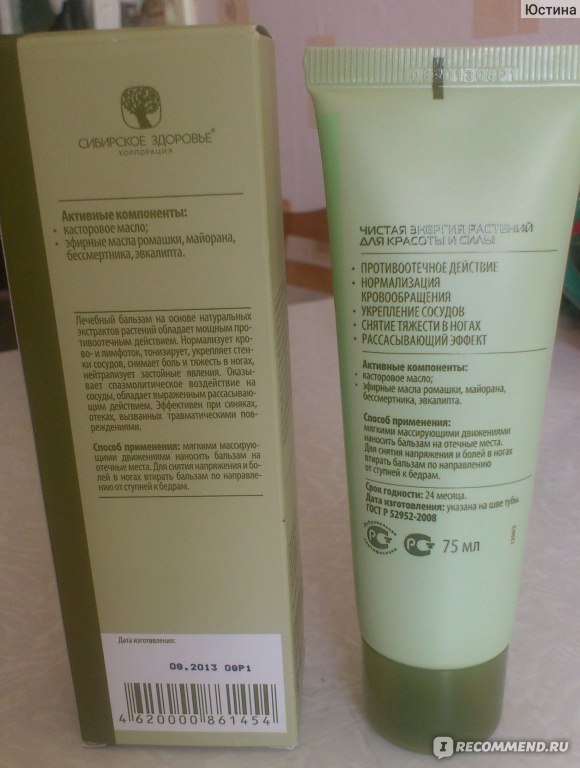 Юстина
СИБИРСКОЕ ЗДОРОВЬЕ®
КОРПОРАЦИЯ
Активные компоненты:
• касторовое масло;
• эфирные масла ромашки, майорана,
бессмертника, эвкалипта.
Лечебный бальзам на основе натуральных
экстрактов растений обладает мощным про-
тивоотечным действием. Нормализует кро-
во- и лимфоток, тонизирует, укрепляет стен-
ки сосудов, снимает боль и тяжесть в ногах,
нейтрализует застойные явления. Оказы-
вает спазмолитическое воздействие на
сосуды, обладает выраженным рассасываю-
щим действием. Эффективен при синяках,
отеках, вызванных травматическими пов-
реждениями.
Способ применения: мягкими массирую-
щими движениями наносить бальзам на
отечные места. Для снятия напряжения и бо-
лей в ногах втирать бальзам по направле-
нию от ступней к бедрам.
Дата изготовления:
08.2013 08P1
4 620000 861454
08201308P1
ЧИСТАЯ ЭНЕРГИЯ РАСТЕНИЙ
ДЛЯ КРАСОТЫ И СИЛЫ
• ПРОТИВООТЕЧНОЕ ДЕЙСТВИЕ
• НОРМАЛИЗАЦИЯ
КРОВООБРАЩЕНИЯ
• УКРЕПЛЕНИЕ СОСУДОВ
• СНЯТИЕ ТЯЖЕСТИ В НОГАХ
• РАССАСЫВАЮЩИЙ ЭФФЕКТ
Активные компоненты:
• касторовое масло;
• эфирные масла ромашки, майорана,
бессмертника, эвкалипта.
Способ применения:
мягкими массирующими движениями
наносить бальзам на отечные места.
Для снятия напряжения и болей в ногах
втирать бальзам по направлению
от ступней к бедрам.
Срок годности: 24 месяца.
Дата изготовления: указана на шве тубы.
ГОСТ Р 52952-2008
Добровольная
сертификация
РСТ РСТ 75 мл
I RECOMMEND.RU